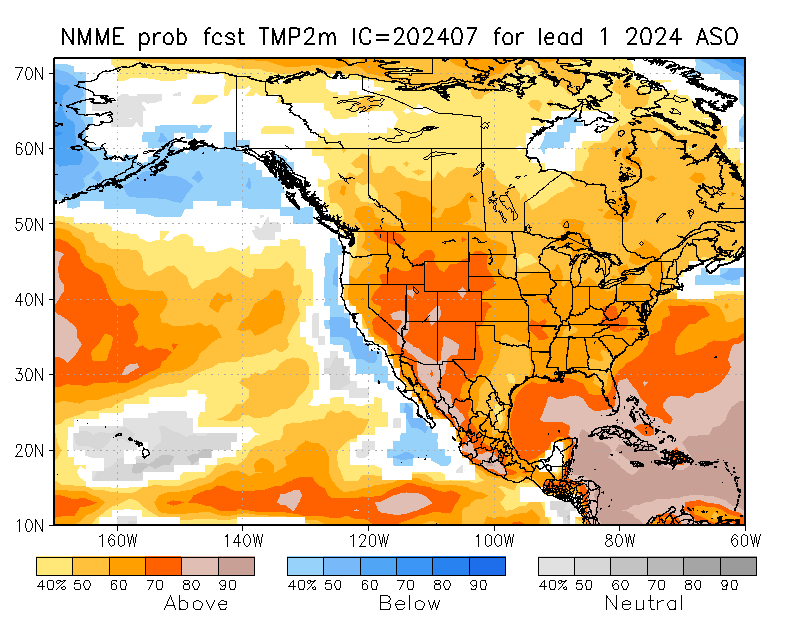 NMME prob fcst TMP2m IC=202407 for lead 1 2024 ASO
70N
60N
50N
40N
30N
20N
10N
160W 140W 120W 100W 80W 60W
40% 50 60 70 80 90
Above
40% 50 60 70 80 90
Below
40% 50 60 70 80 90
Neutral